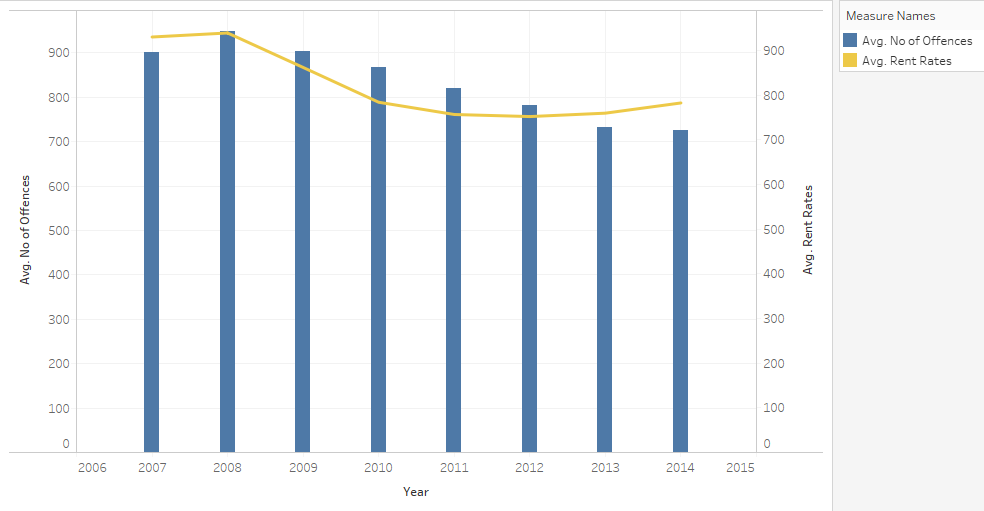 Measure Names
Avg. No of Offences
Avg. Rent Rates
Avg. No of Offences
900
800
700
600
500
400
300
200
100
0
900
800
700
600
500
400
300
200
100
0
Avg. Rent Rates
2006 2007 2008 2009 2010 2011 2012 2013 2014 2015
Year